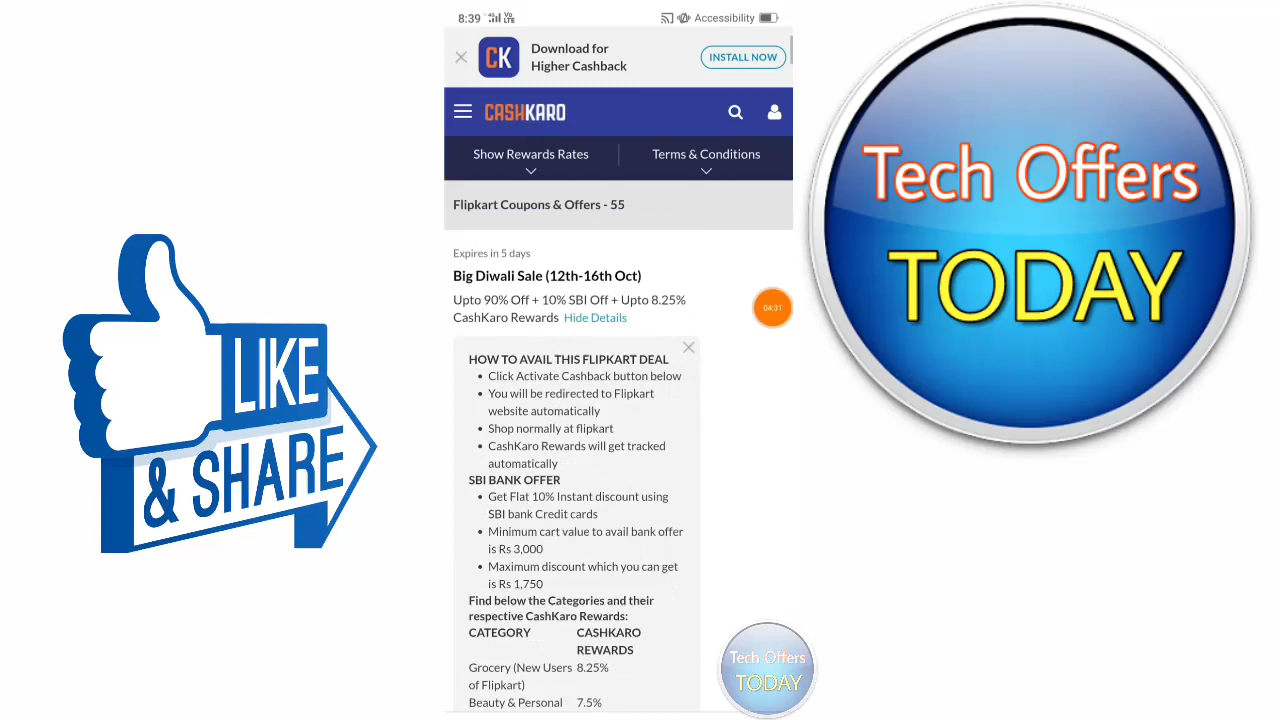 8:39
Vo
LTE
Accessibility
CK
Download for
Higher Cashback
INSTALL NOW
CASHKARO
Show Rewards Rates
Terms & Conditions
Flipkart Coupons & Offers - 55
Expires in 5 days
Big Diwali Sale (12th-16th Oct)
Upto 90% Off + 10% SBI Off + Upto 8.25%
CashKaro Rewards Hide Details
04:31
HOW TO AVAIL THIS FLIPKART DEAL
• Click Activate Cashback button below
• You will be redirected to Flipkart
website automatically
• Shop normally at flipkart
• CashKaro Rewards will get tracked
automatically
SBI BANK OFFER
• Get Flat 10% Instant discount using
SBI bank Credit cards
• Minimum cart value to avail bank offer
is Rs 3,000
• Maximum discount which you can get
is Rs 1,750
Find below the Categories and their
respective CashKaro Rewards:
CATEGORY CASHKARO
REWARDS
Grocery (New Users 8.25%
of Flipkart)
Beauty & Personal 7.5%
LIKE
& SHARE
Tech Offers
TODAY
Tech Offers
TODAY